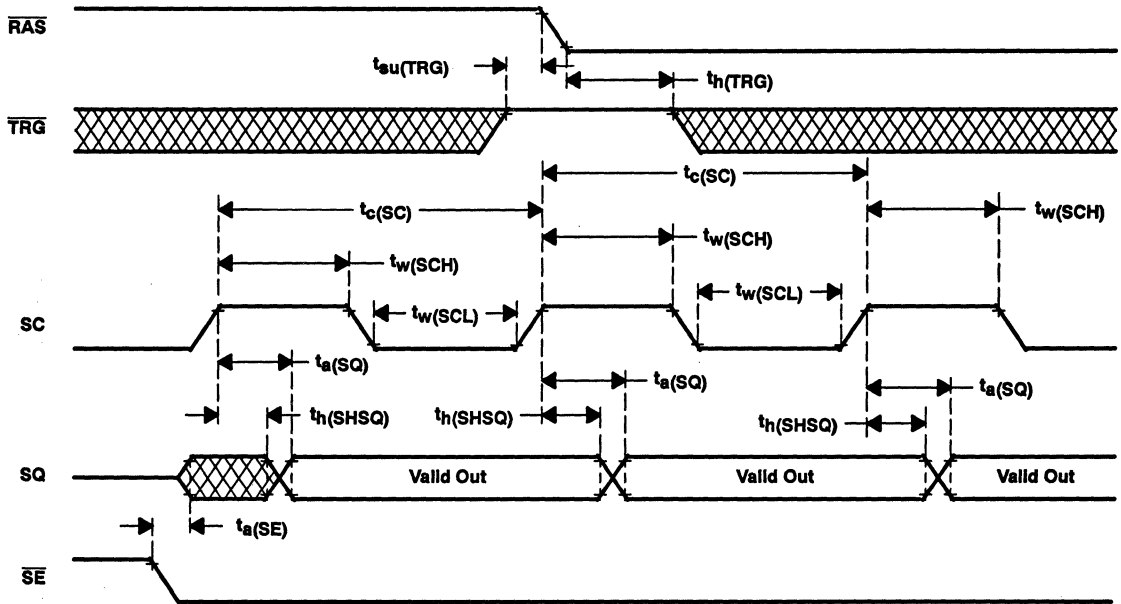 RAS
tsu(TRG)
th(TRG)
TRG
tc(SC)
tc(SC)
tw(SCH)
tw(SCH)
tw(SCH)
SC
tw(SCL)
tw(SCL)
ta(SQ)
ta(SQ)
ta(SQ)
th(SHSQ)
th(SHSQ)
th(SHSQ)
SQ
Valid Out
Valid Out
Valid Out
ta(SE)
SE